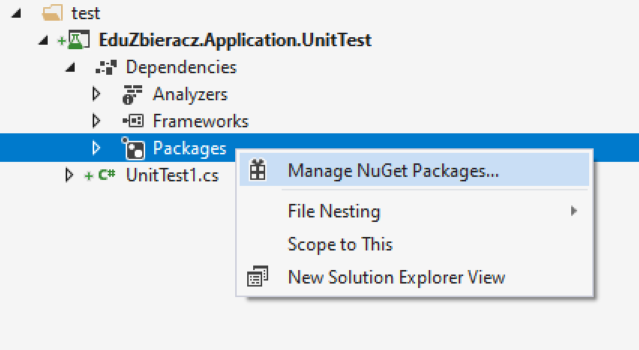 test
EduZbieracz.Application.UnitTest
Dependencies
Analyzers
Frameworks
Packages
Manage NuGet Packages...
C# UnitTest1.cs
File Nesting
Scope to This
New Solution Explorer View